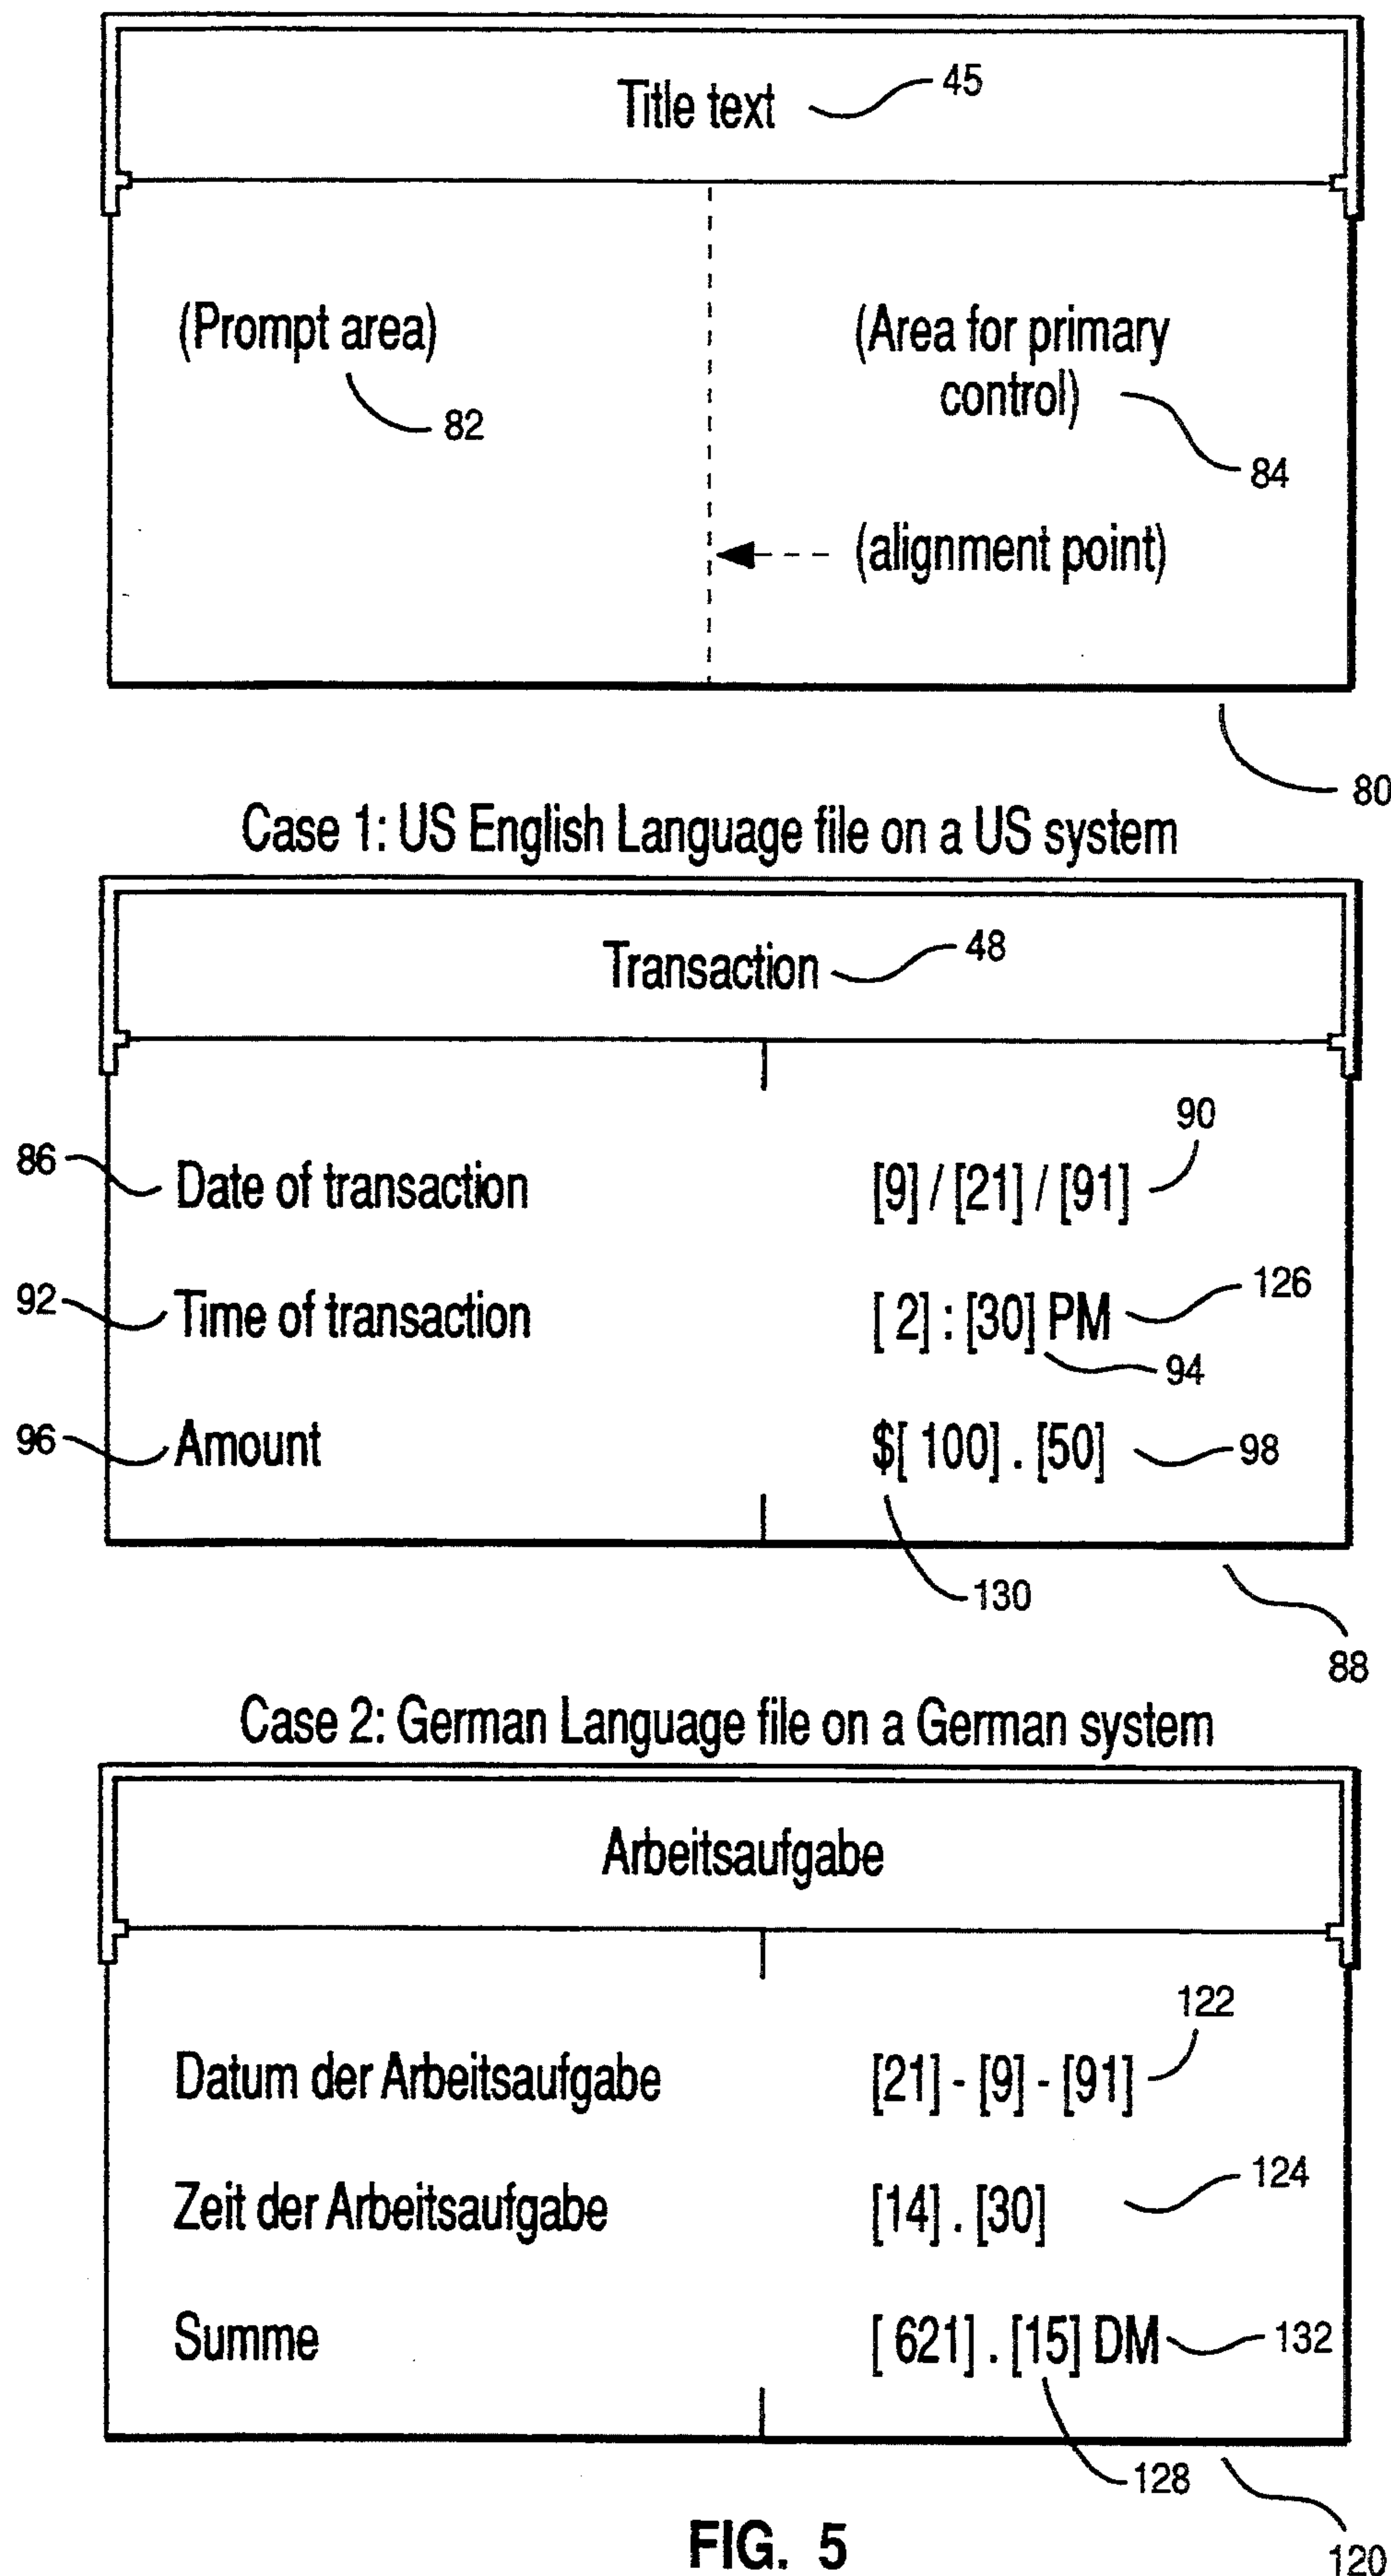 Title text 45
(Prompt area)
82
(Area for primary
control)
84
(alignment point)
80
Case 1: US English Language file on a US system
Transaction 48
90
86 Date of transaction [9] / [21] / [91]
92 Time of transaction [ 2] : [30] PM 126
94
96 Amount $[ 100] . [50] 98
130
88
Case 2: German Language file on a German system
Arbeitsaufgabe
122
Datum der Arbeitsaufgabe [21] - [9] - [91]
124
Zeit der Arbeitsaufgabe [14] . [30]
Summe [ 621] . [15] DM 132
128
120
FIG. 5